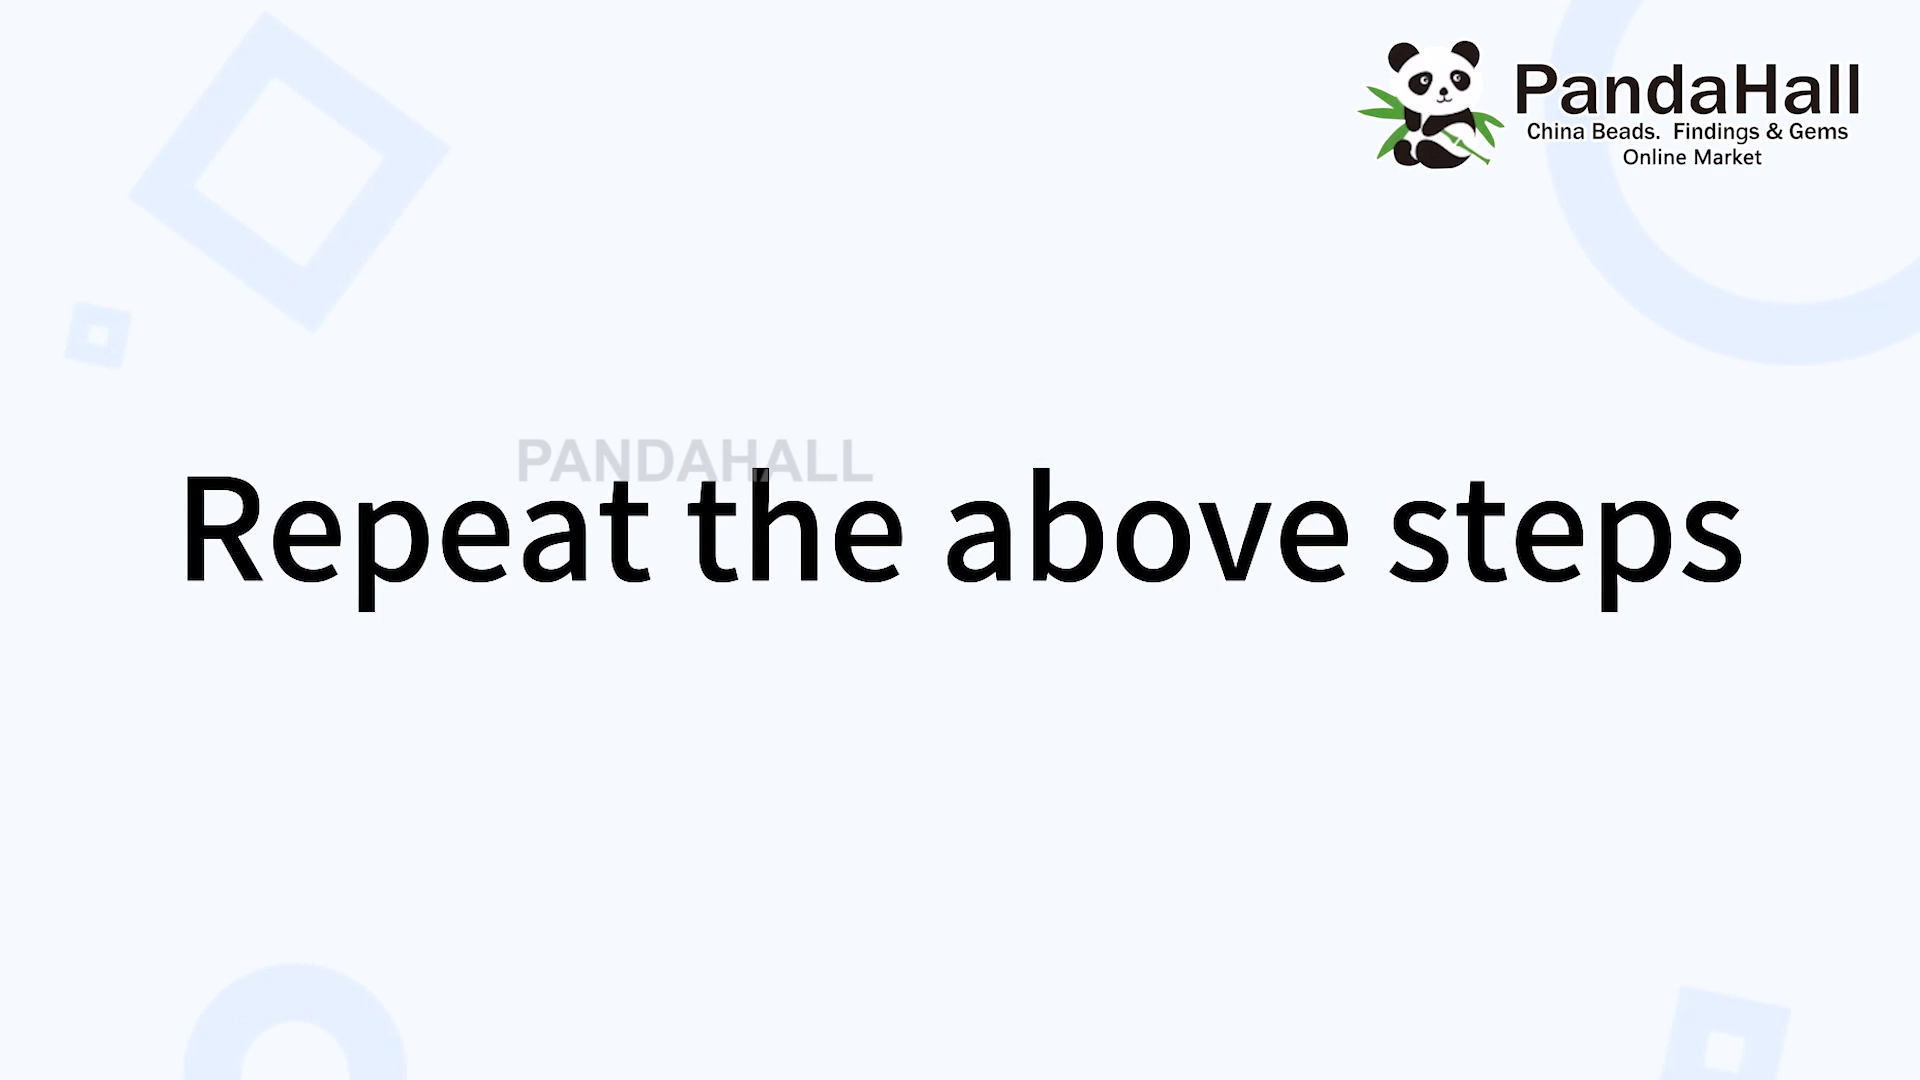 PandaHall
China Beads. Findings & Gems
Online Market
PANDAHALL
Repeat the above steps